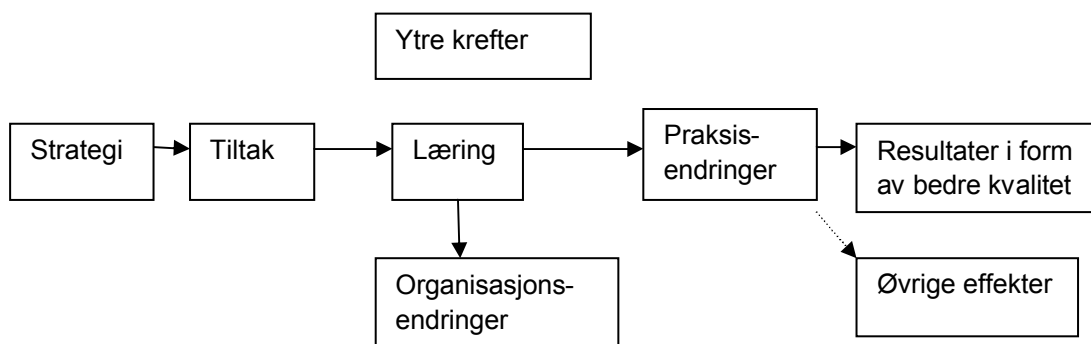 Ytre krefter
Strategi
Tiltak
Læring
Praksis-
endringer
Resultater i form
av bedre kvalitet
Organisasjons-
endringer
Øvrige effekter